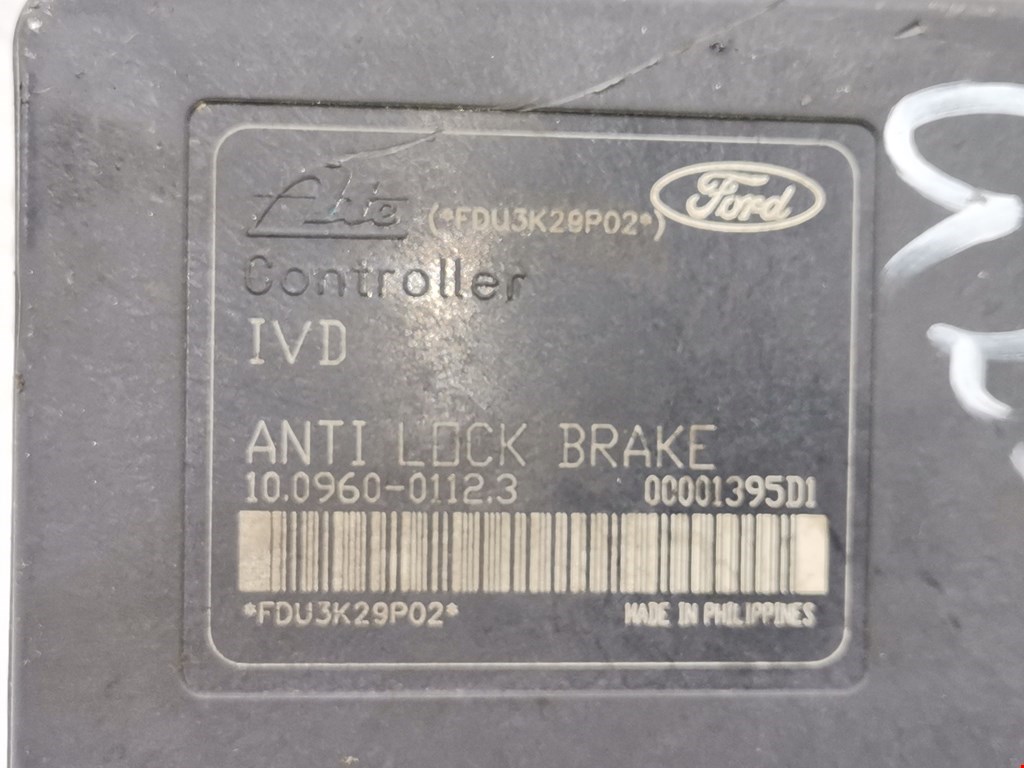 Ate (*FDU3K29P02*) Ford
Controller
IVD
ANTI LOCK BRAKE
10.0960-0112.3 0C001395D1
*FDU3K29P02* MADE IN PHILIPPINES